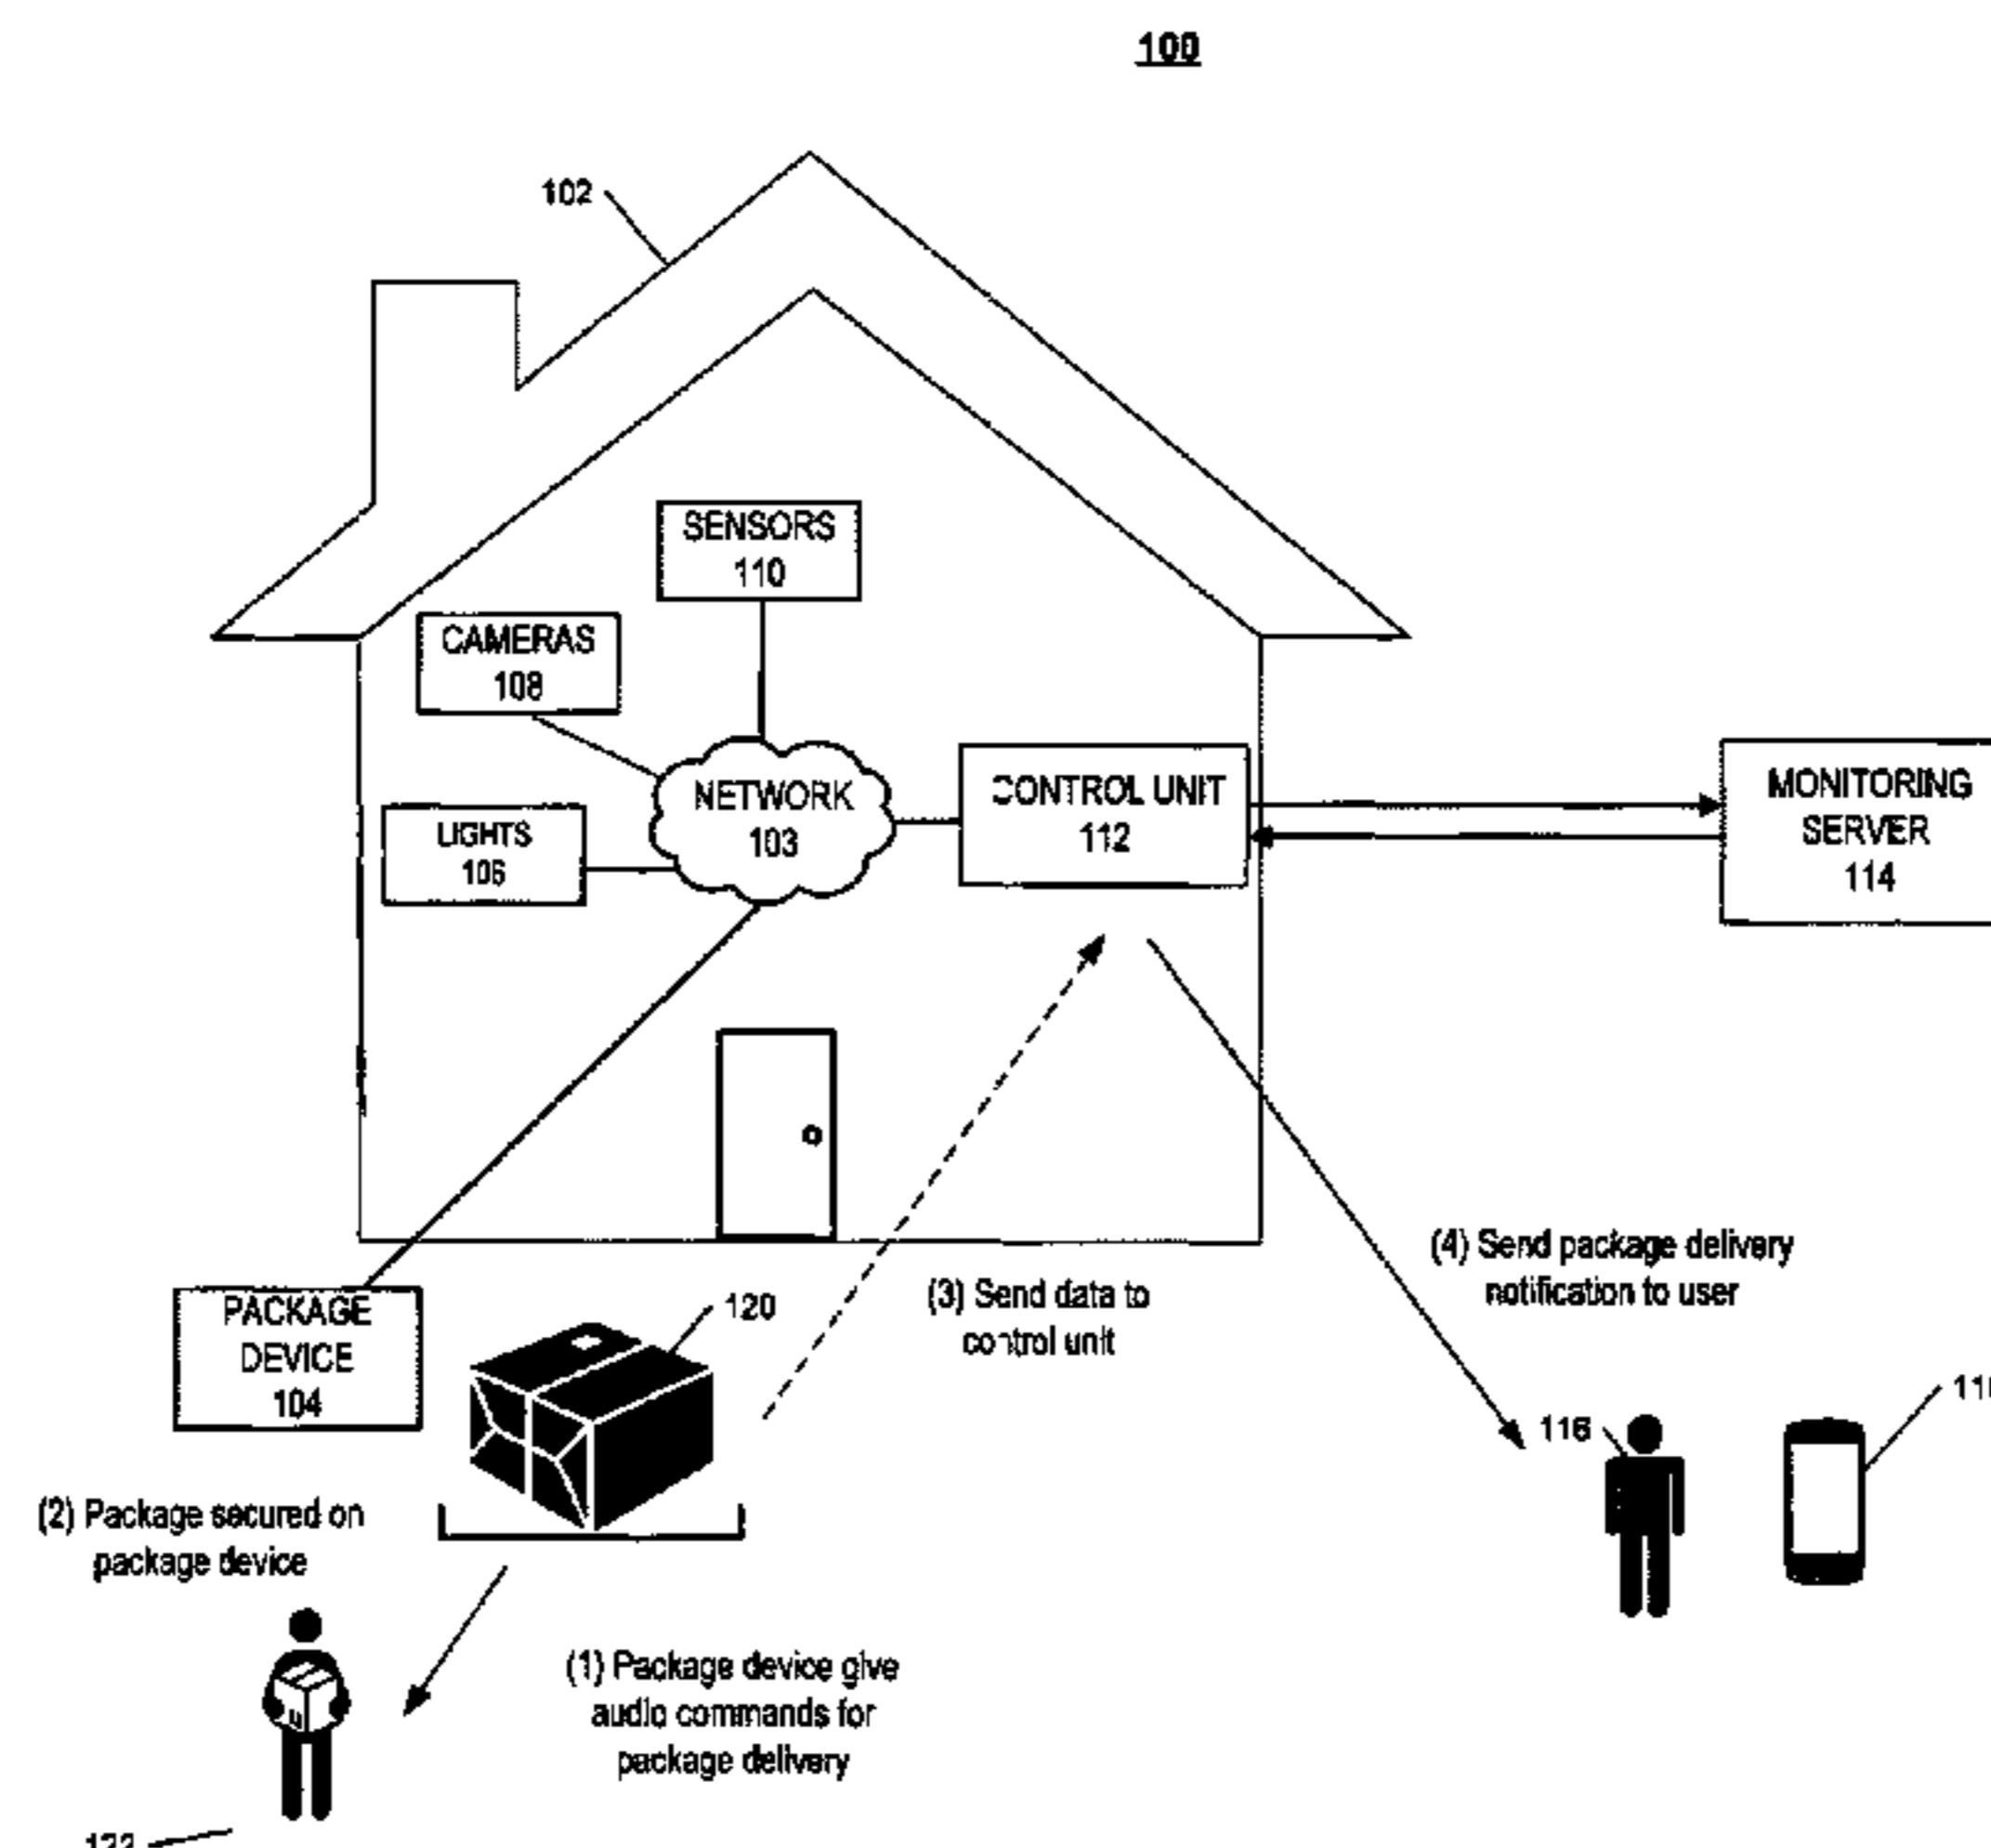 100
102
SENSORS
110
CAMERAS
108
NETWORK
103
CONTROL UNIT
112
LIGHTS
106
MONITORING
SERVER
114
PACKAGE
DEVICE
104
120
(3) Send data to
control unit
(4) Send package delivery
notification to user
116
(2) Package secured on
package device
(1) Package device give
audio commands for
package delivery